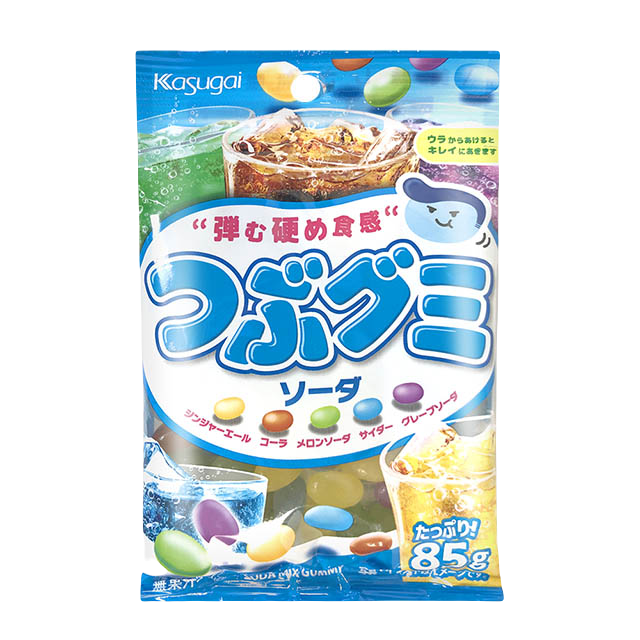 Kasugai
ウラからあけると
キレイにあきます
“弾む硬め食感“
つぶグミ
ソーダ
ジンジャーエール コーラ メロンソーダ サイダー グレープソーダ
たっぷり!
85g
無果汁
SODA MIX GUMMY